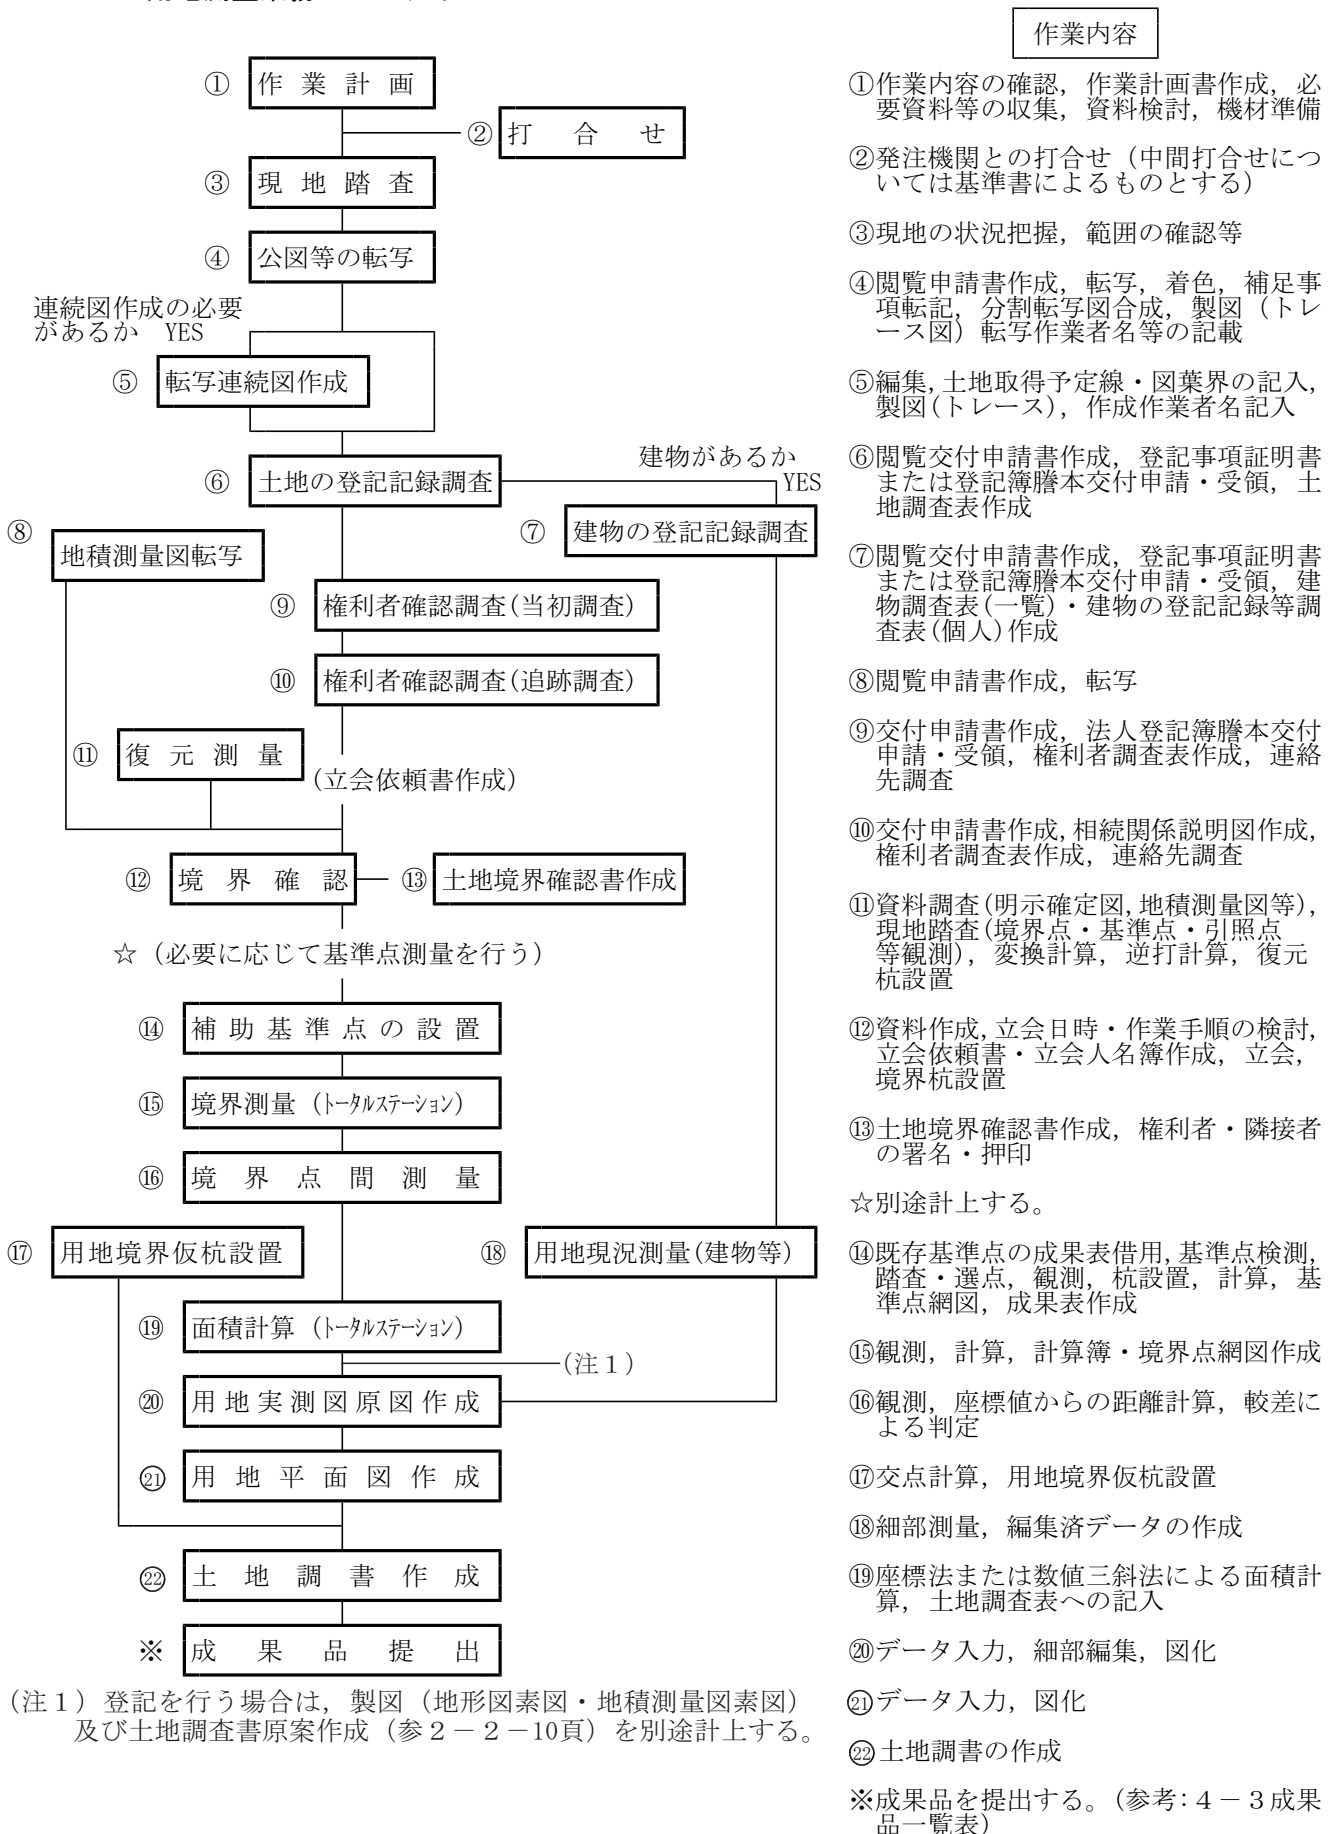 作業内容
① 作業計画
② 打合せ
③ 現地踏査
④ 公図等の転写
連続図作成の必要
があるか YES
⑤ 転写連続図作成
建物があるか
YES
⑥ 土地の登記記録調査
⑦ 建物の登記記録調査
⑧ 地積測量図転写
⑨ 権利者確認調査(当初調査)
⑩ 権利者確認調査(追跡調査)
⑪ 復元測量
(立会依頼書作成)
⑫ 境界確認
⑬ 土地境界確認書作成
☆(必要に応じて基準点測量を行う)
⑭ 補助基準点の設置
⑮ 境界測量(ﾄｰﾀﾙｽﾃｰｼｮﾝ)
⑯ 境界点間測量
⑰ 用地境界仮杭設置
⑱ 用地現況測量(建物等)
⑲ 面積計算(ﾄｰﾀﾙｽﾃｰｼｮﾝ)
(注1)
⑳ 用地実測図原図作成
㉑ 用地平面図作成
㉒ 土地調書作成
※ 成果品提出
(注1)登記を行う場合は,製図(地形図素図・地積測量図素図)
及び土地調査書原案作成(参2-2-10頁)を別途計上する。
①作業内容の確認,作業計画書作成,必
要資料等の収集,資料検討,機材準備
②発注機関との打合せ(中間打合せにつ
いては基準書によるものとする)
③現地の状況把握,範囲の確認等
④閲覧申請書作成,転写,着色,補足事
項転記,分割転写図合成,製図(トレ
ース図)転写作業者名等の記載
⑤編集,土地取得予定線・図葉界の記入,
製図(トレース),作成作業者名記入
⑥閲覧交付申請書作成,登記事項証明書
または登記簿謄本交付申請・受領,土
地調査表作成
⑦閲覧交付申請書作成,登記事項証明書
または登記簿謄本交付申請・受領,建
物調査表(一覧)・建物の登記記録等調
査表(個人)作成
⑧閲覧申請書作成,転写
⑨交付申請書作成,法人登記簿謄本交付
申請・受領,権利者調査表作成,連絡
先調査
⑩交付申請書作成,相続関係説明図作成,
権利者調査表作成,連絡先調査
⑪資料調査(明示確定図,地積測量図等),
現地踏査(境界点・基準点・引照点
等観測),変換計算,逆打計算,復元
杭設置
⑫資料作成,立会日時・作業手順の検討,
立会依頼書・立会人名簿作成,立会,
境界杭設置
⑬土地境界確認書作成,権利者・隣接者
の署名・押印
☆別途計上する。
⑭既存基準点の成果表借用,基準点検測,
踏査・選点,観測,杭設置,計算,基
準点網図,成果表作成
⑮観測,計算,計算簿・境界点網図作成
⑯観測,座標値からの距離計算,較差に
よる判定
⑰交点計算,用地境界仮杭設置
⑱細部測量,編集済データの作成
⑲座標法または数値三斜法による面積計
算,土地調査表への記入
⑳データ入力,細部編集,図化
㉑データ入力,図化
㉒土地調書の作成
※成果品を提出する。(参考:4-3成果
品一覧表)